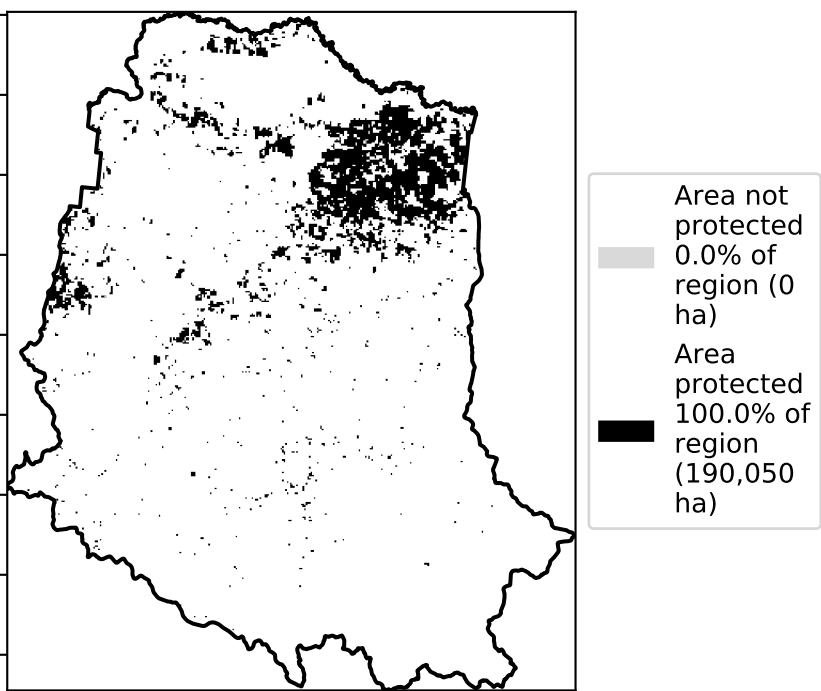 Area not
protected
0.0% of
region (0
ha)
Area
protected
100.0% of
region
(190,050
ha)